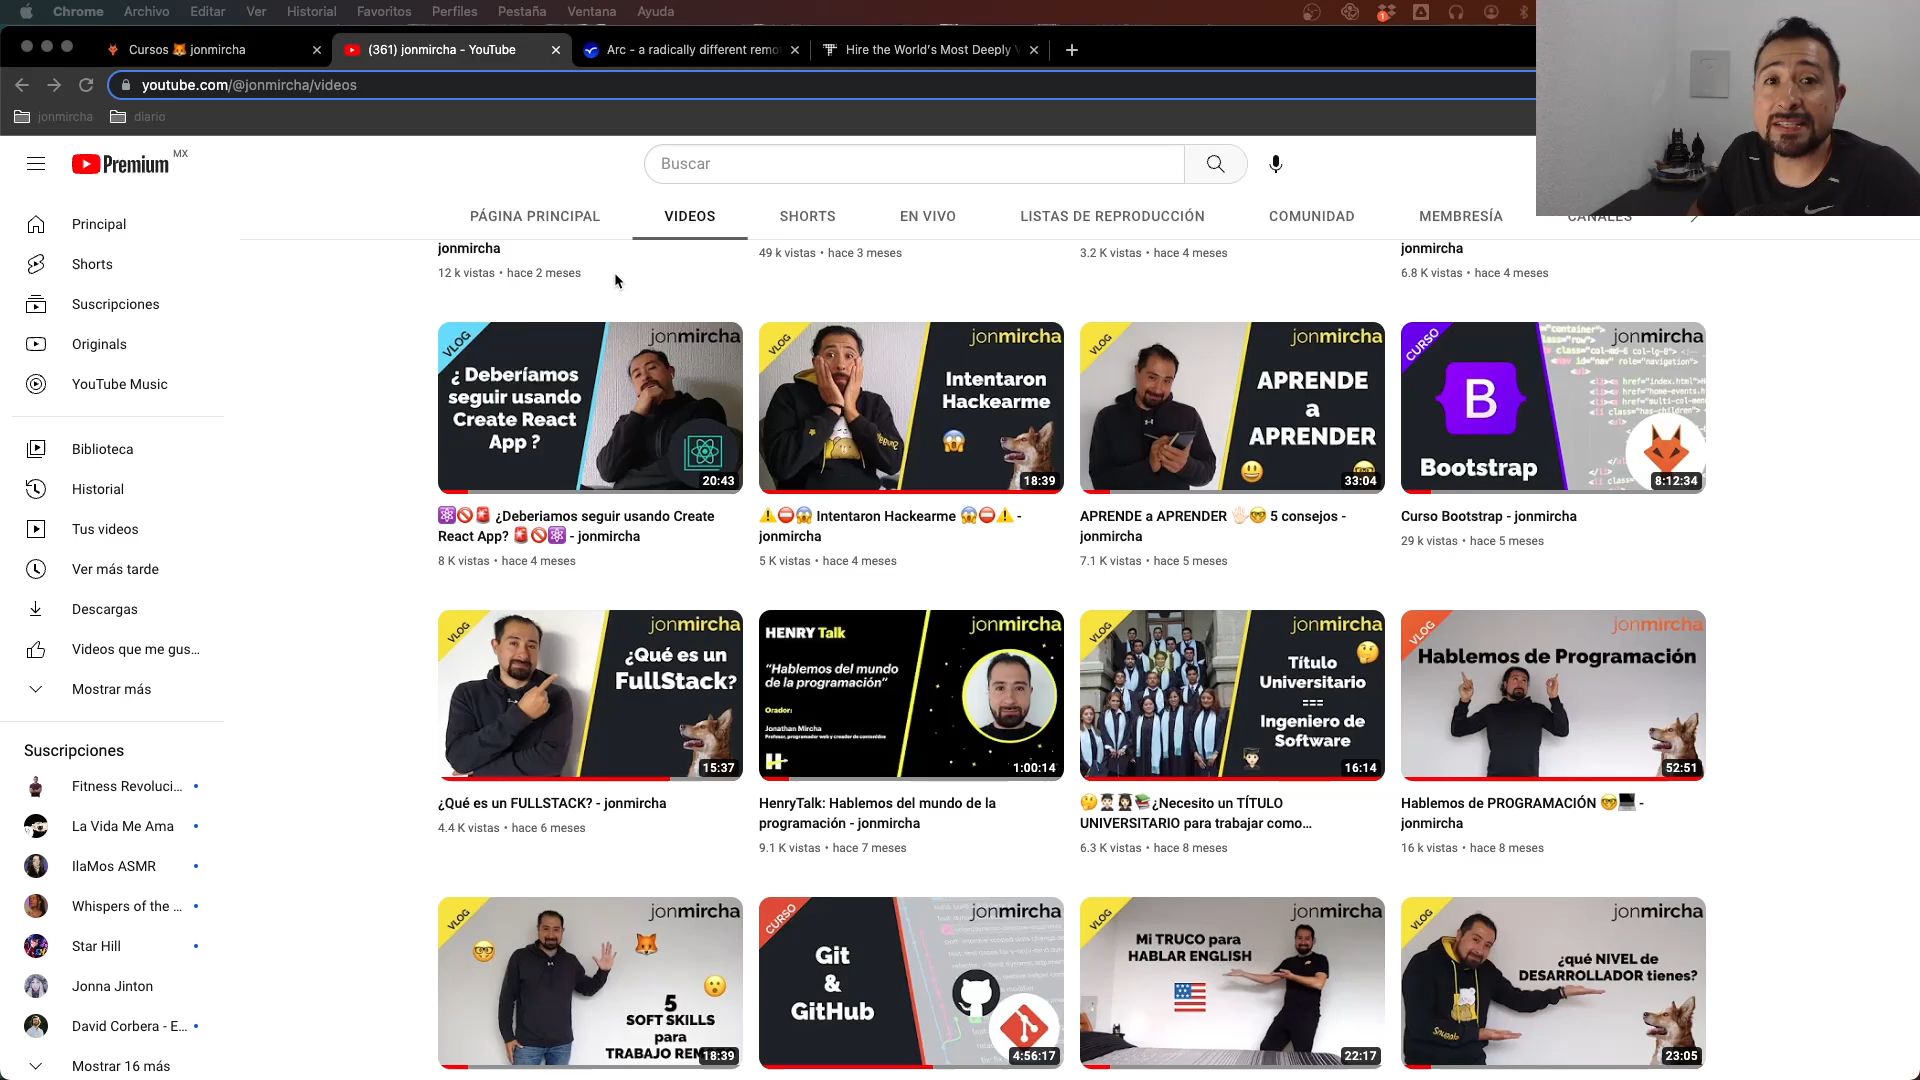 Chrome Archivo Editar Ver Historial Favoritos Perfiles Pestaña Ventana Ayuda
Cursos 🦊 jonmircha
(361) jonmircha - YouTube
Arc - a radically different remo
Hire the World's Most Deeply
youtube.com/@jonmircha/videos
jonmircha diario
Premium MX
Buscar
PÁGINA PRINCIPAL VIDEOS SHORTS EN VIVO LISTAS DE REPRODUCCIÓN COMUNIDAD MEMBRESÍA CANALES
Principal
Shorts
Suscripciones
Originals
YouTube Music
Biblioteca
Historial
Tus videos
Ver más tarde
Descargas
Videos que me gus...
Mostrar más
Suscripciones
Fitness Revoluci...
La Vida Me Ama
IlaMos ASMR
Whispers of the ...
Star Hill
Jonna Jinton
David Corbera - E...
Mostrar 16 más
jonmircha
12 k vistas • hace 2 meses
49 k vistas • hace 3 meses
3.2 K vistas • hace 4 meses
jonmircha
6.8 K vistas • hace 4 meses
VLOG
jonmircha
¿ Deberíamos
seguir usando
Create React
App ?
20:43
⚛️🚫🚨 ¿Deberiamos seguir usando Create
React App? 🚨🚫⚛️ - jonmircha
8 K vistas • hace 4 meses
VLOG
jonmircha
Intentaron
Hackearme
18:39
⚠️⛔😱 Intentaron Hackearme 😱⛔⚠️ -
jonmircha
5 K vistas • hace 4 meses
VLOG
jonmircha
APRENDE
a
APRENDER
33:04
APRENDE a APRENDER 🖐🏻🤓 5 consejos -
jonmircha
7.1 K vistas • hace 5 meses
CURSO
jonmircha
B
Bootstrap
8:12:34
Curso Bootstrap - jonmircha
29 k vistas • hace 5 meses
VLOG
jonmircha
¿Qué es un
FullStack?
15:37
¿Qué es un FULLSTACK? - jonmircha
4.4 K vistas • hace 6 meses
HENRY Talk
jonmircha
"Hablemos del mundo
de la programación"
Orador:
Jonathan Mircha
Profesor, programador web y creador de contenidos
H
1:00:14
HenryTalk: Hablemos del mundo de la
programación - jonmircha
9.1 K vistas • hace 7 meses
VLOG
jonmircha
Título
Universitario
===
Ingeniero de
Software
16:14
🤔👨🏻‍🎓👩🏻‍🎓📚¿Necesito un TÍTULO
UNIVERSITARIO para trabajar como...
6.3 K vistas • hace 8 meses
VLOG
jonmircha
Hablemos de Programación
52:51
Hablemos de PROGRAMACIÓN 🤓💻 -
jonmircha
16 k vistas • hace 8 meses
VLOG
jonmircha
5
SOFT SKILLS
para
TRABAJO REM
18:39
CURSO
jonmircha
Git
&
GitHub
4:56:17
VLOG
jonmircha
Mi TRUCO para
HABLAR ENGLISH
22:17
VLOG
jonmircha
¿qué NIVEL de
DESARROLLADOR tienes?
Snuggle
23:05